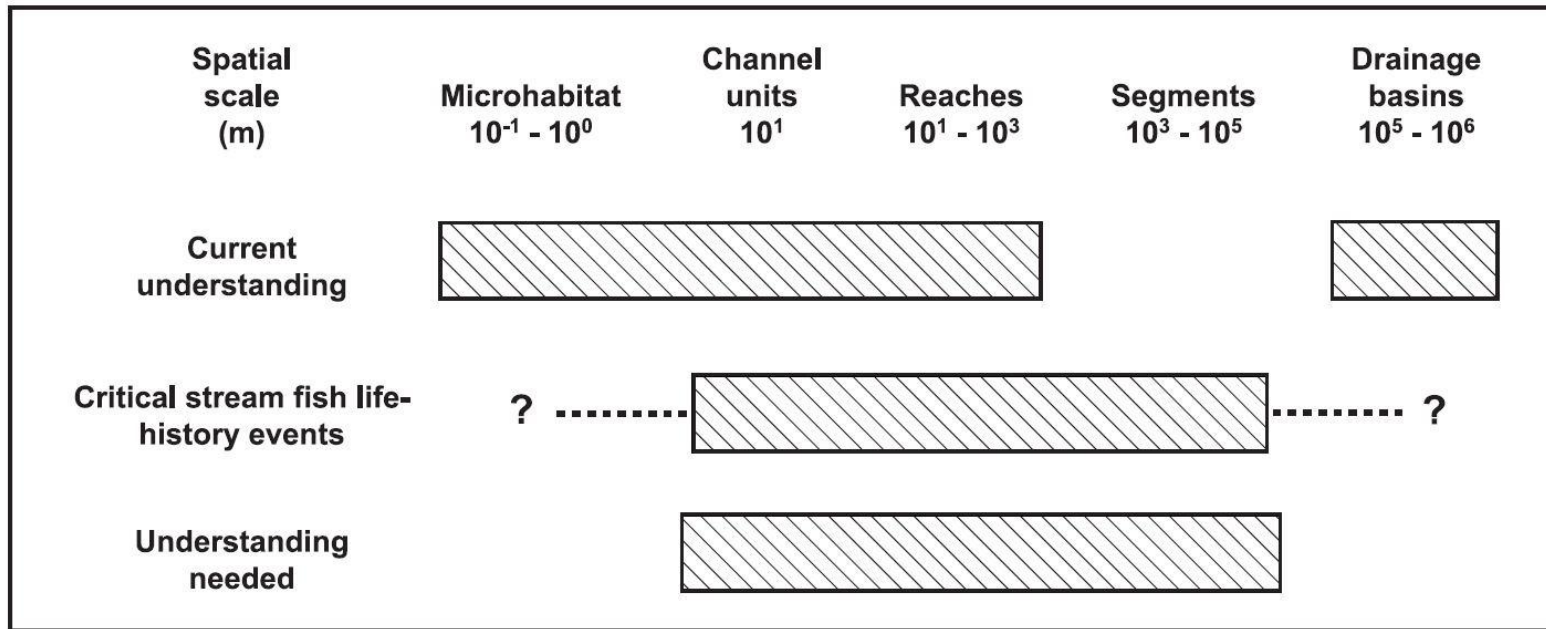 Spatial
scale
(m)
Microhabitat
10⁻¹ - 10⁰
Channel
units
10¹
Reaches
10¹ - 10³
Segments
10³ - 10⁵
Drainage
basins
10⁵ - 10⁶
Current
understanding
Critical stream fish life-
history events
? ?
Understanding
needed